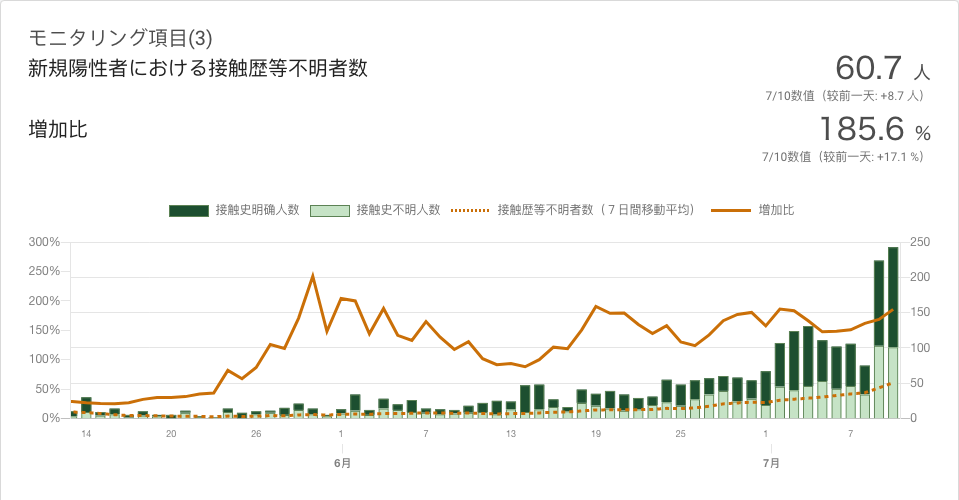 モニタリング項目(3)
新規陽性者における接触歴等不明者数
60.7 人
7/10数值（较前一天: +8.7 人）
増加比
185.6 %
7/10数值（较前一天: +17.1 %）
接触史明确人数 接触史不明人数 接触歴等不明者数（７日間移動平均） 増加比
300% 250
250% 200
200% 150
150% 100
100% 50
50% 0
0%
14 20 26 1 7 13 19 25 1 7
6月 7月